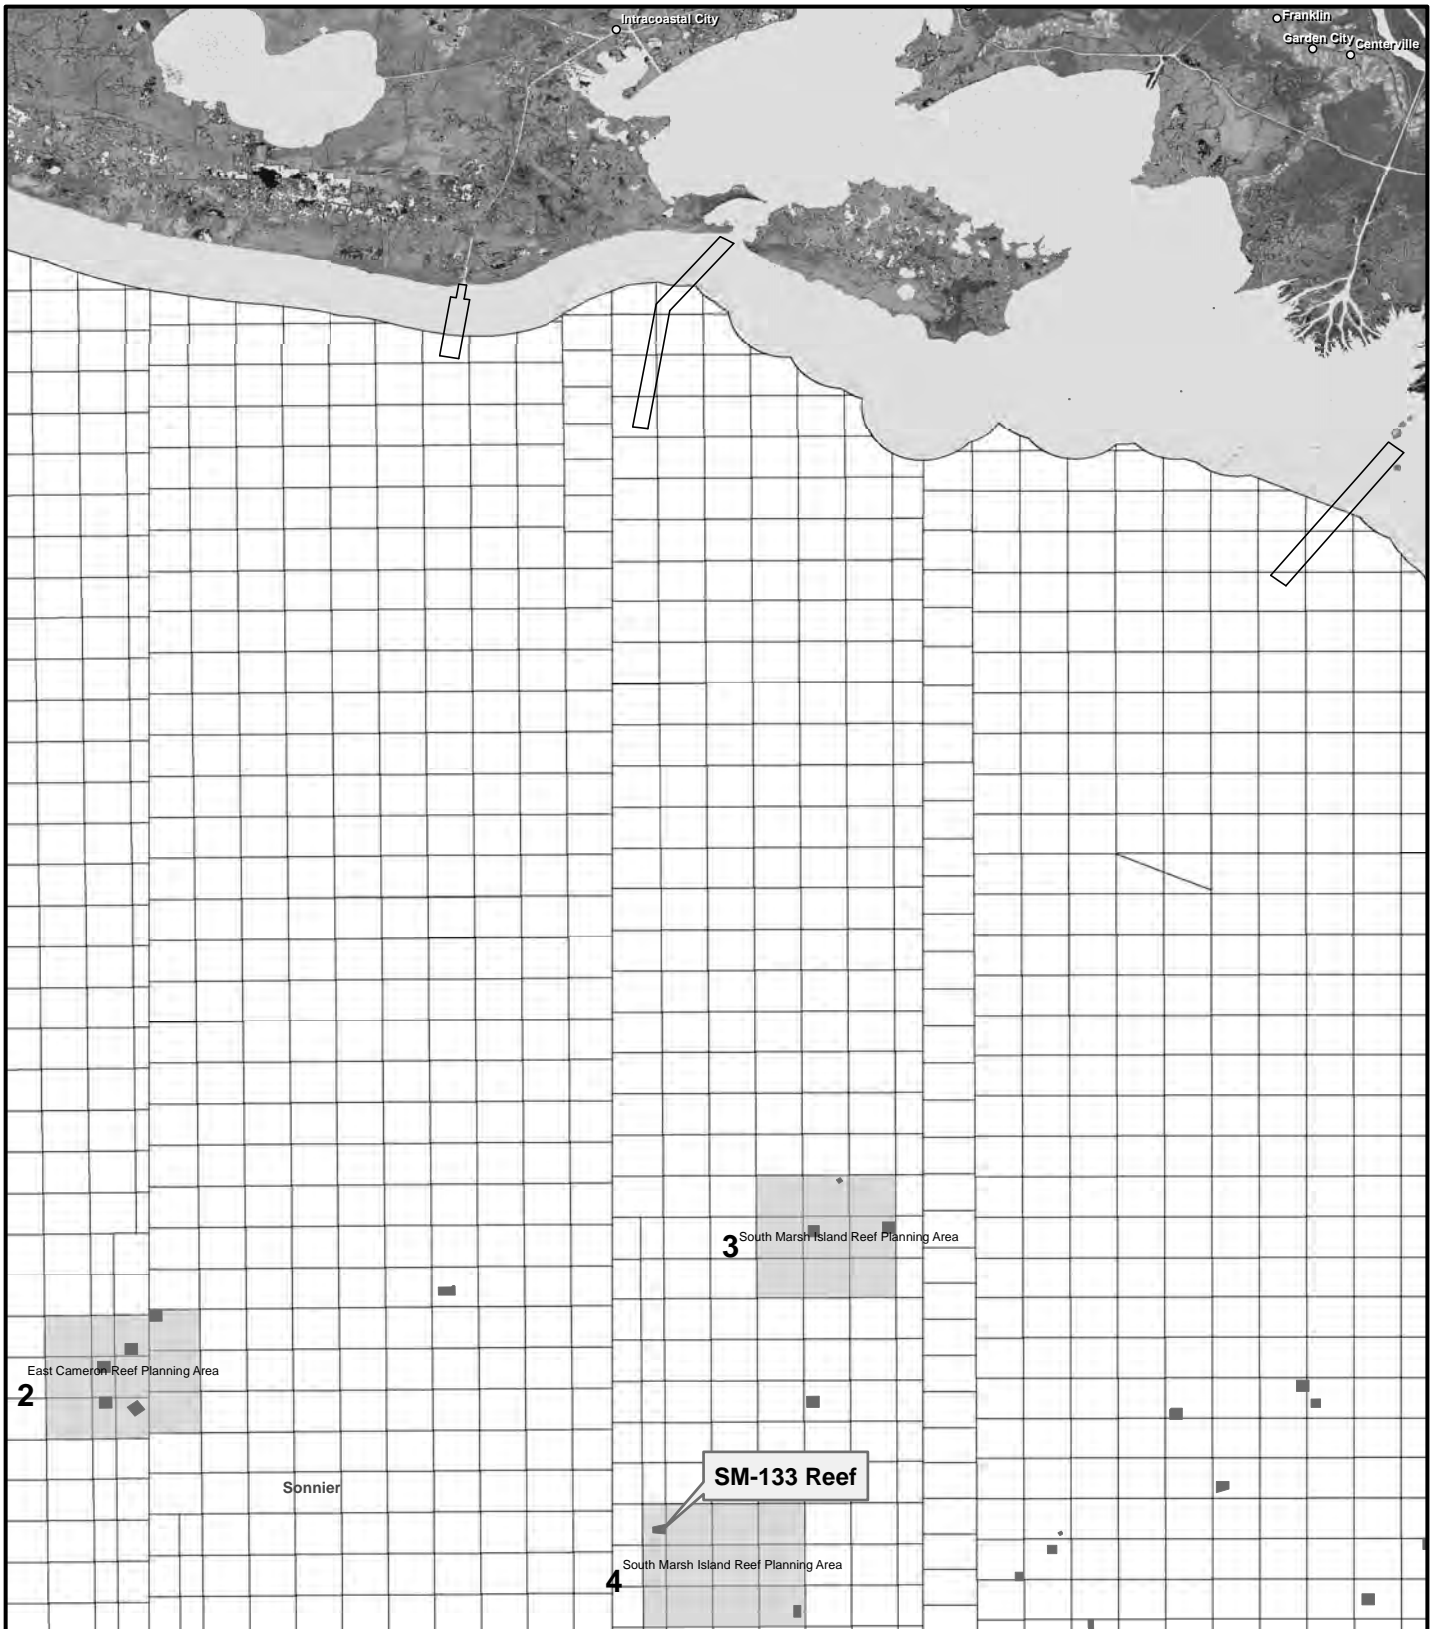 Intracoastal City
Franklin
Garden City
Centerville
3
South Marsh Island Reef Planning Area
East Cameron Reef Planning Area
2
SM-133 Reef
Sonnier
South Marsh Island Reef Planning Area
4